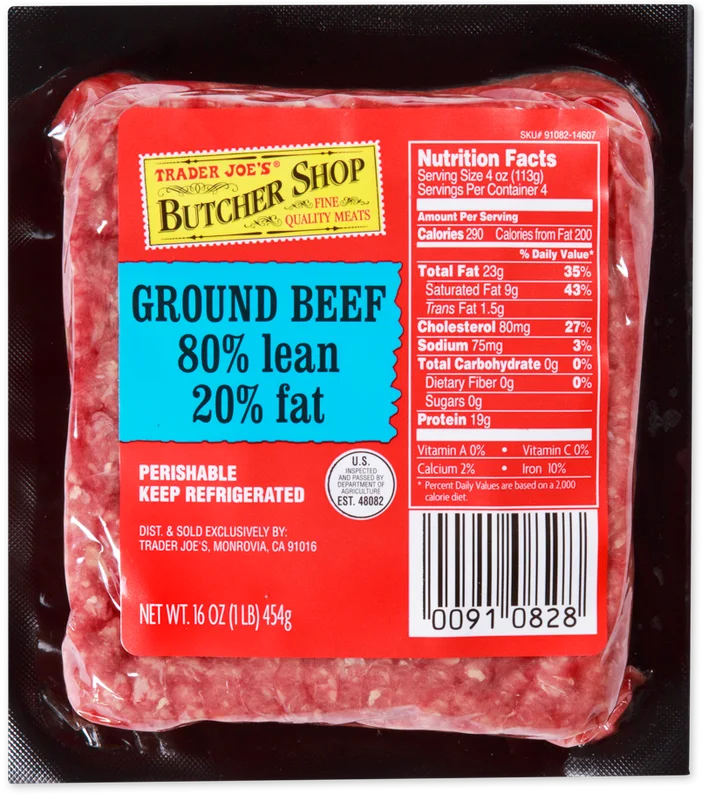 SKU# 91082-14607
TRADER JOE'S®
BUTCHER SHOP
FINE
QUALITY MEATS
GROUND BEEF
80% lean
20% fat
PERISHABLE
KEEP REFRIGERATED
U.S.
INSPECTED
AND PASSED BY
DEPARTMENT OF
AGRICULTURE
EST. 48082
DIST. & SOLD EXCLUSIVELY BY:
TRADER JOE'S, MONROVIA, CA 91016
NET WT. 16 OZ (1 LB) 454g
Nutrition Facts
Serving Size 4 oz (113g)
Servings Per Container 4
Amount Per Serving
Calories 290 Calories from Fat 200
% Daily Value*
Total Fat 23g 35%
Saturated Fat 9g 43%
Trans Fat 1.5g
Cholesterol 80mg 27%
Sodium 75mg 3%
Total Carbohydrate 0g 0%
Dietary Fiber 0g 0%
Sugars 0g
Protein 19g
Vitamin A 0% • Vitamin C 0%
Calcium 2% • Iron 10%
* Percent Daily Values are based on a 2,000
calorie diet.
0091 0828